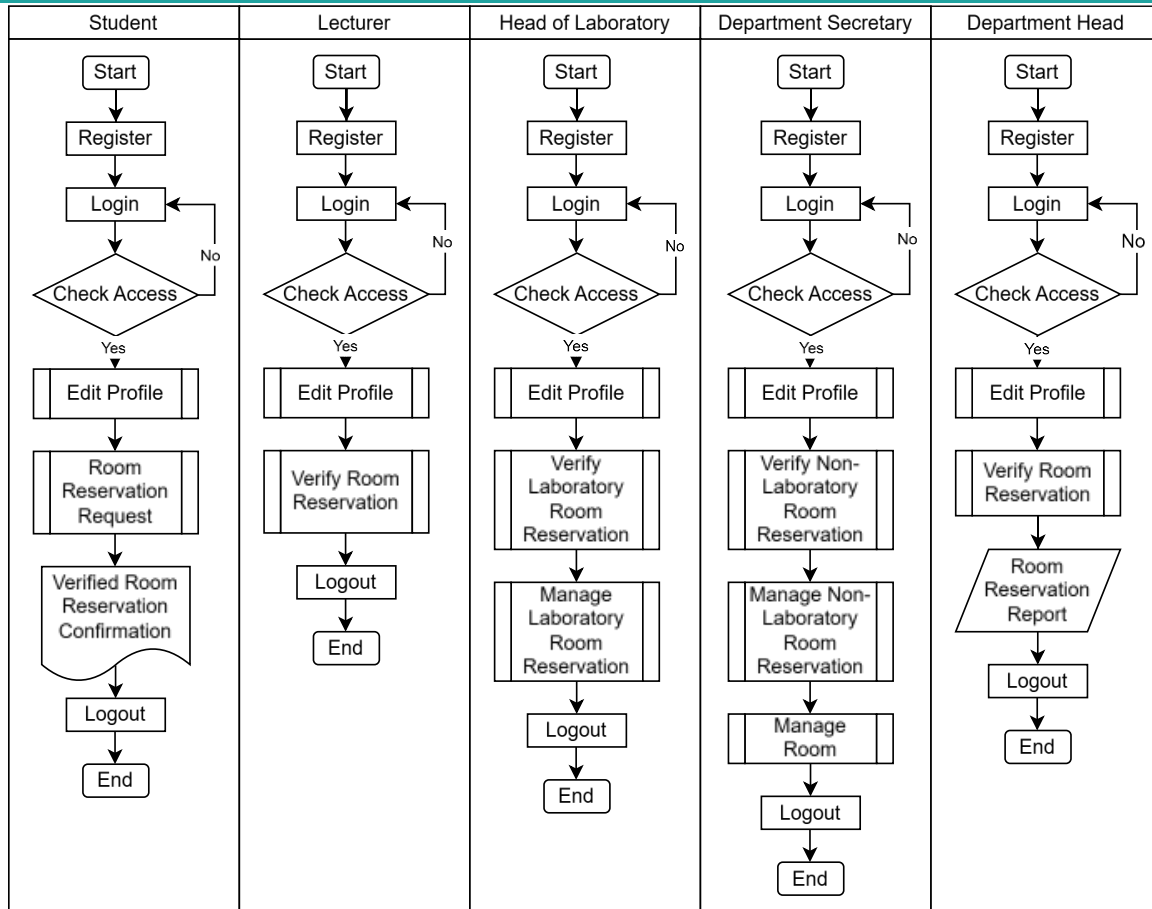 Student
Start
Register
Login
No
Check Access
Yes
Edit Profile
Room
Reservation
Request
Verified Room
Reservation
Confirmation
Logout
End
Lecturer
Start
Register
Login
No
Check Access
Yes
Edit Profile
Verify Room
Reservation
Logout
End
Head of Laboratory
Start
Register
Login
No
Check Access
Yes
Edit Profile
Verify
Laboratory
Room
Reservation
Manage
Laboratory
Room
Reservation
Logout
End
Department Secretary
Start
Register
Login
No
Check Access
Yes
Edit Profile
Verify Non-
Laboratory
Room
Reservation
Manage Non-
Laboratory
Room
Reservation
Manage
Room
Logout
End
Department Head
Start
Register
Login
No
Check Access
Yes
Edit Profile
Verify Room
Reservation
Room
Reservation
Report
Logout
End